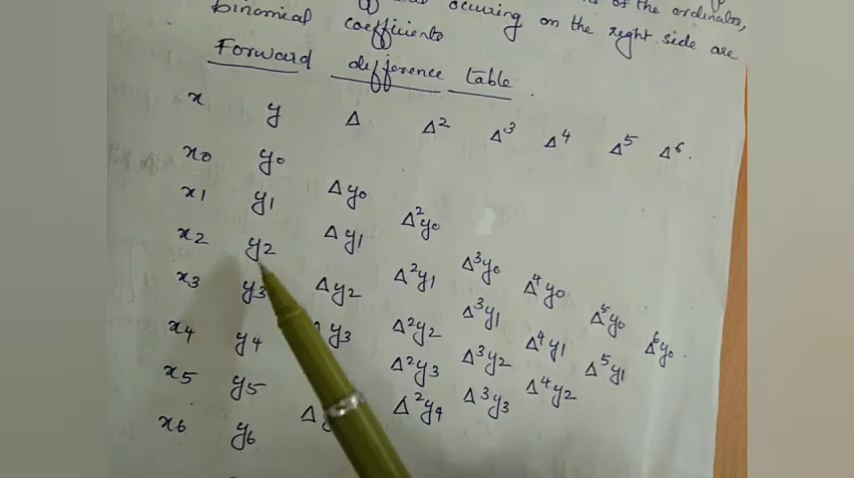 of the ordinates,
binomial coefficients occuring on the right side are
Forward difference table.
x y Δ Δ² Δ³ Δ⁴ Δ⁵ Δ⁶.
x0 y0
Δy0
x1 y1 Δ²y0
Δy1 Δ³y0
x2 y2 Δ²y1 Δ⁴y0
Δy2 Δ³y1 Δ⁵y0
x3 y3 Δ²y2 Δ⁴y1 Δ⁶y0.
Δy3 Δ³y2 Δ⁵y1
x4 y4 Δ²y3 Δ⁴y2
Δ³y3
x5 y5 Δ²y4
Δ
x6 y6